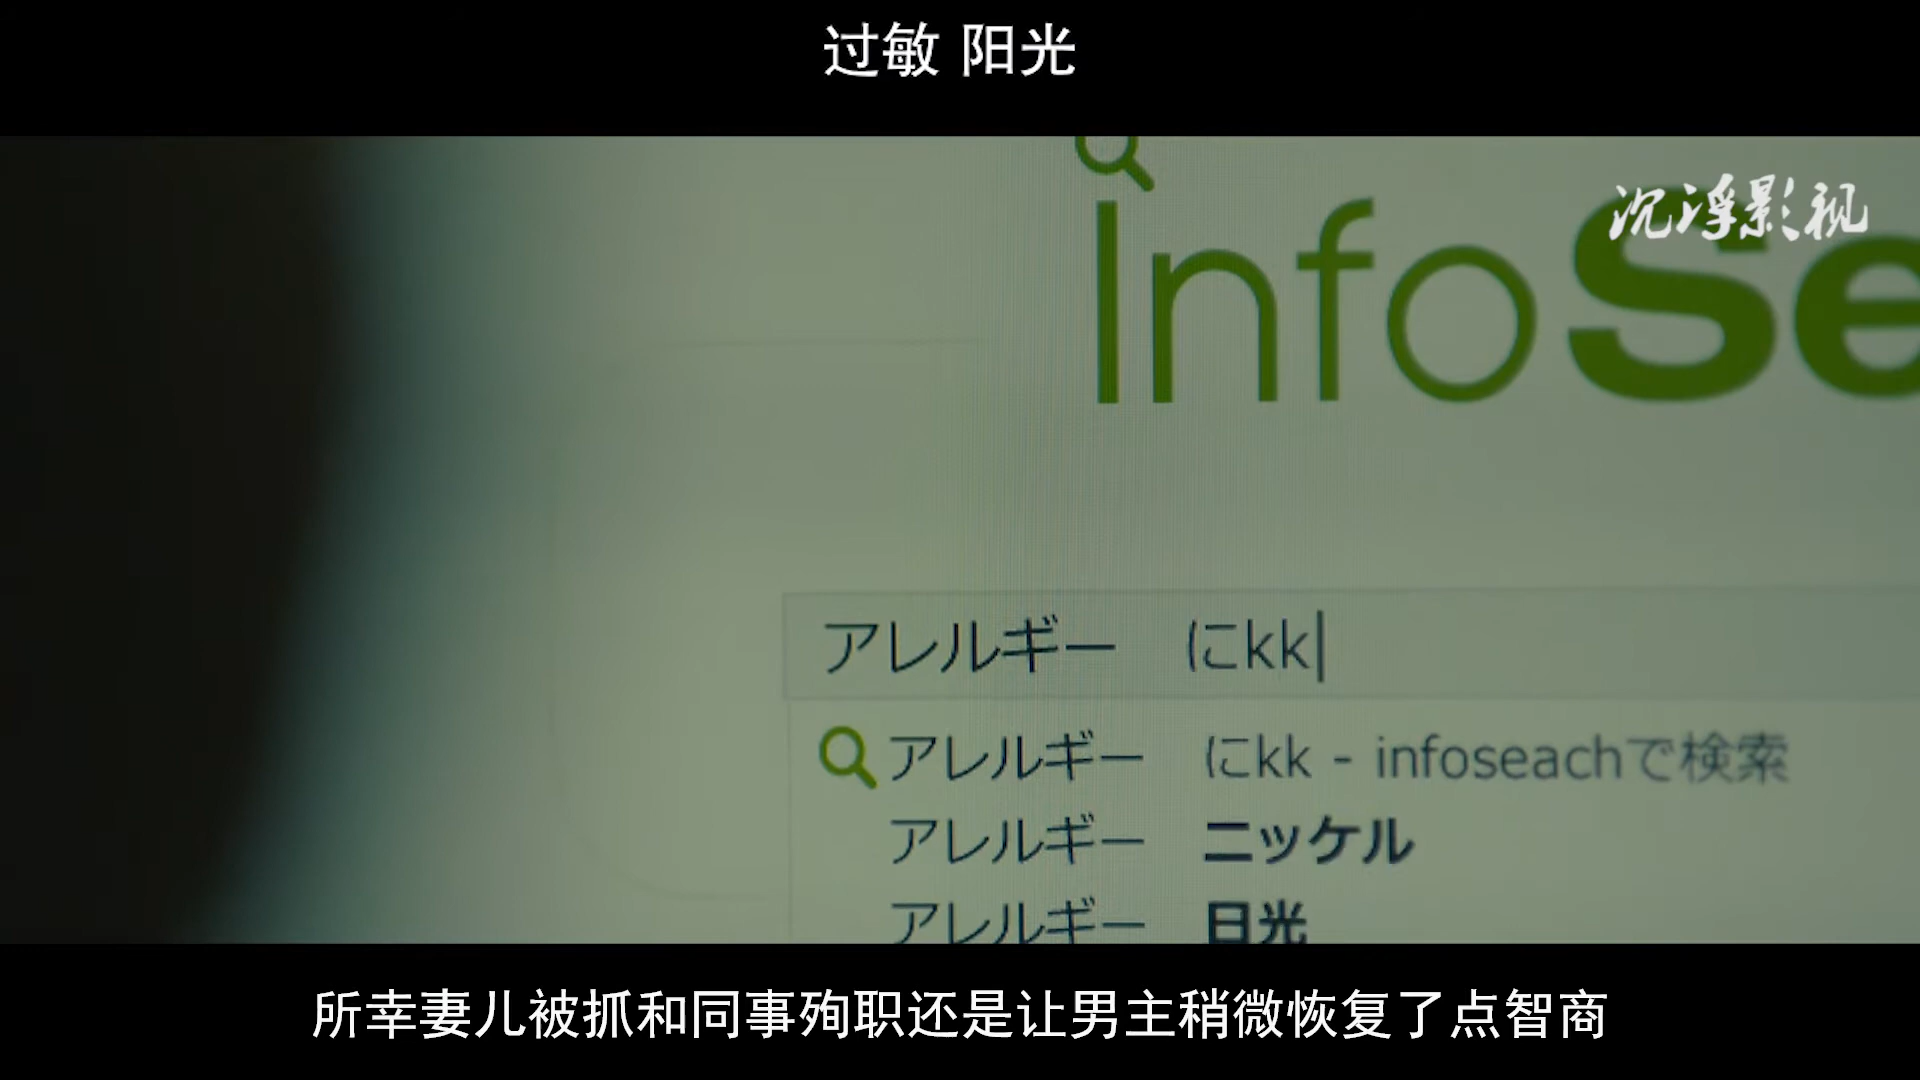 过敏 阳光
沉浮影视
InfoSe
アレルギー にkk
アレルギー にkk - infoseachで検索
アレルギー ニッケル
アレルギー 日光
所幸妻儿被抓和同事殉职还是让男主稍微恢复了点智商